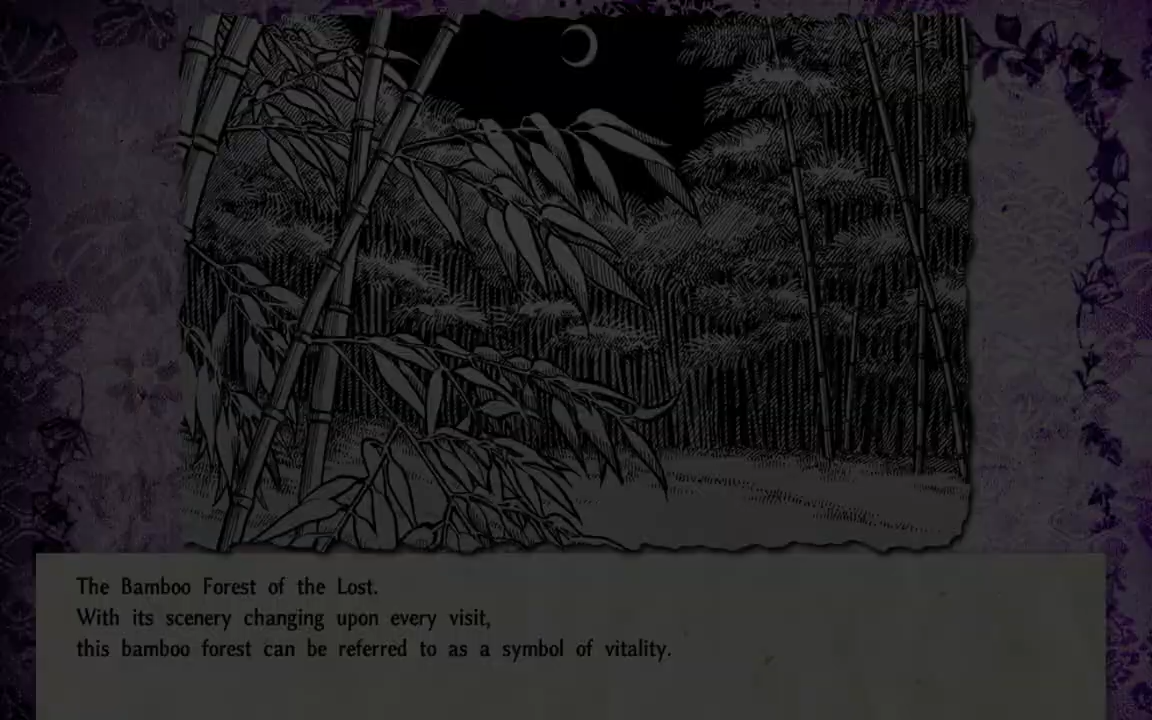 The Bamboo Forest of the Lost.
With its scenery changing upon every visit,
this bamboo forest can be referred to as a symbol of vitality.